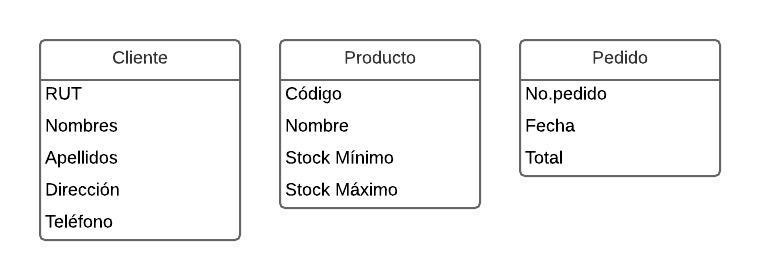 Cliente
RUT
Nombres
Apellidos
Dirección
Teléfono
Producto
Código
Nombre
Stock Mínimo
Stock Máximo
Pedido
No.pedido
Fecha
Total